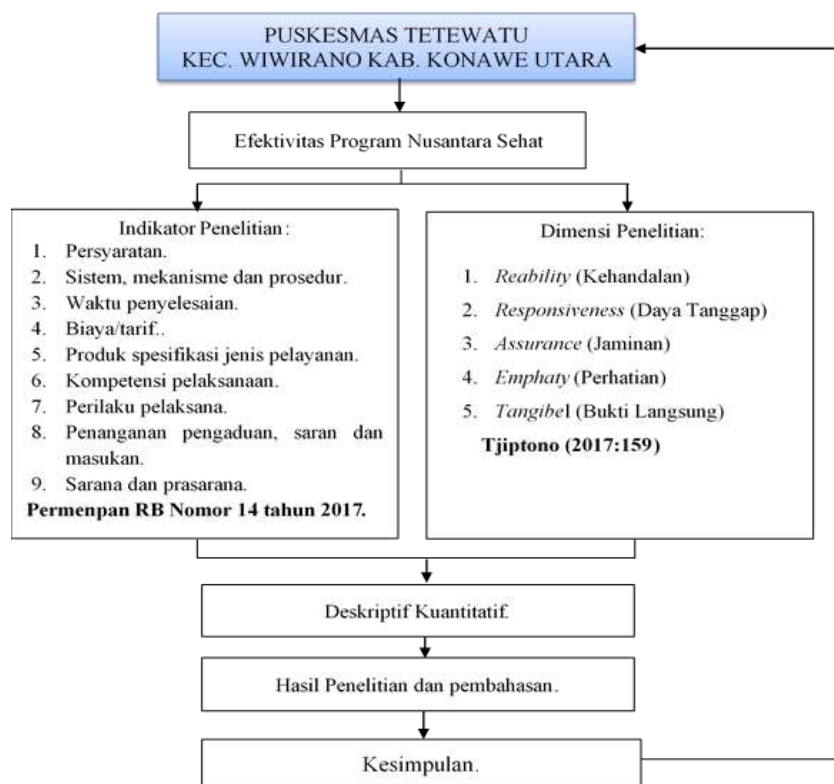 PUSKESMAS TETEWATU
KEC. WIWIRANO KAB. KONAWE UTARA
Efektivitas Program Nusantara Sehat
Indikator Penelitian :
1. Persyaratan.
2. Sistem, mekanisme dan prosedur.
3. Waktu penyelesaian.
4. Biaya/tarif..
5. Produk spesifikasi jenis pelayanan.
6. Kompetensi pelaksanaan.
7. Perilaku pelaksana.
8. Penanganan pengaduan, saran dan
masukan.
9. Sarana dan prasarana.
Permenpan RB Nomor 14 tahun 2017.
Dimensi Penelitian:
1. Reability (Kehandalan)
2. Responsiveness (Daya Tanggap)
3. Assurance (Jaminan)
4. Emphaty (Perhatian)
5. Tangibel (Bukti Langsung)
Tjiptono (2017:159)
Deskriptif Kuantitatif.
Hasil Penelitian dan pembahasan.
Kesimpulan.